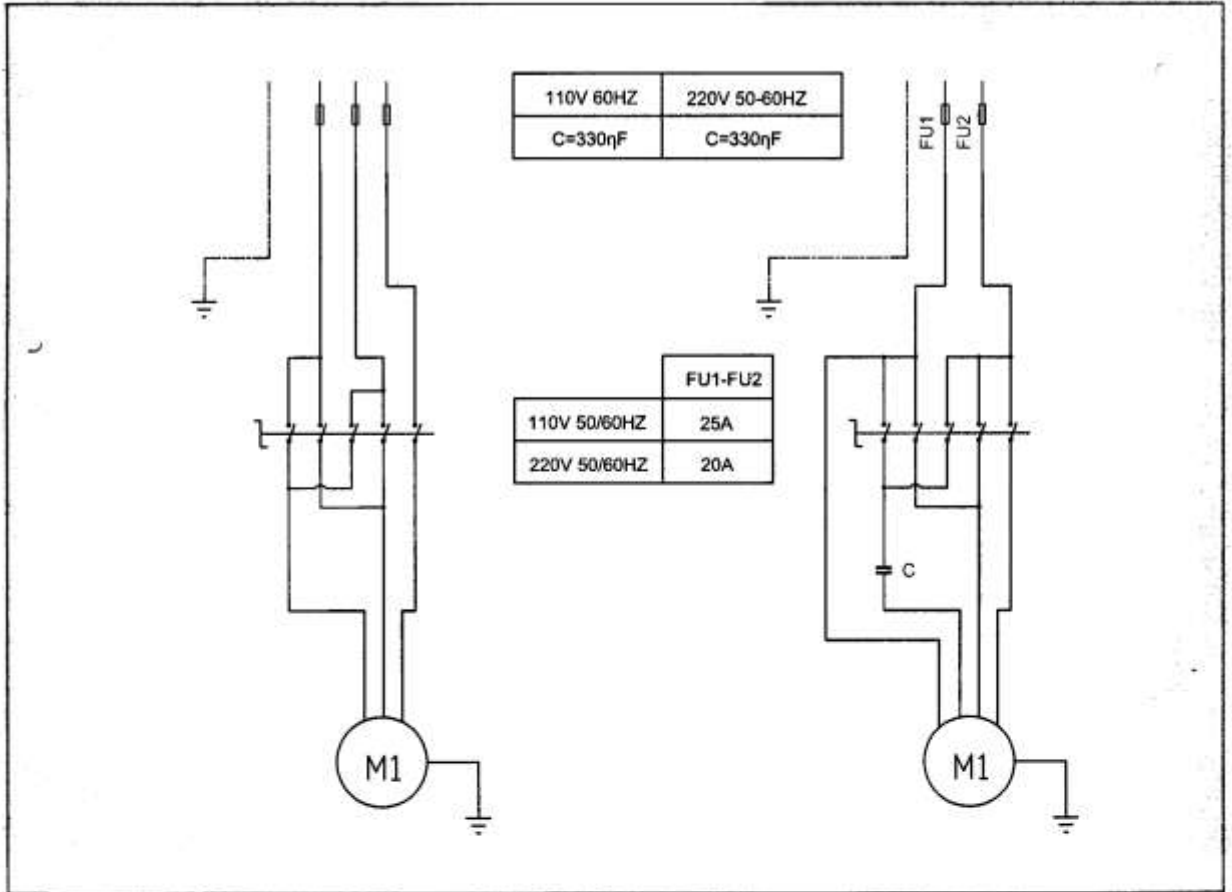 110V 60HZ 220V 50-60HZ
C=330ηF C=330ηF
FU1
FU2
FU1-FU2
110V 50/60HZ 25A
220V 50/60HZ 20A
C
M1
M1